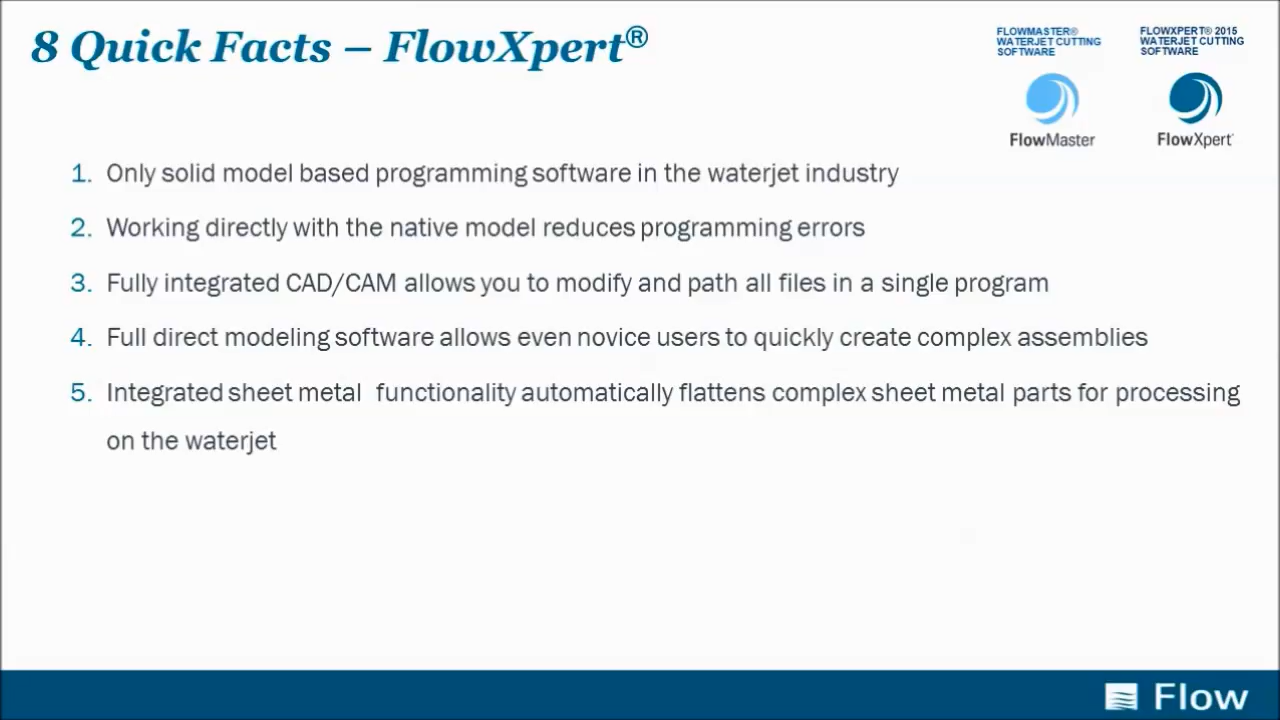 8 Quick Facts – FlowXpert®
FLOWMASTER®
WATERJET CUTTING
SOFTWARE
FlowMaster
FLOWXPERT® 2015
WATERJET CUTTING
SOFTWARE
FlowXpert®
1. Only solid model based programming software in the waterjet industry
2. Working directly with the native model reduces programming errors
3. Fully integrated CAD/CAM allows you to modify and path all files in a single program
4. Full direct modeling software allows even novice users to quickly create complex assemblies
5. Integrated sheet metal functionality automatically flattens complex sheet metal parts for processing
on the waterjet
Flow